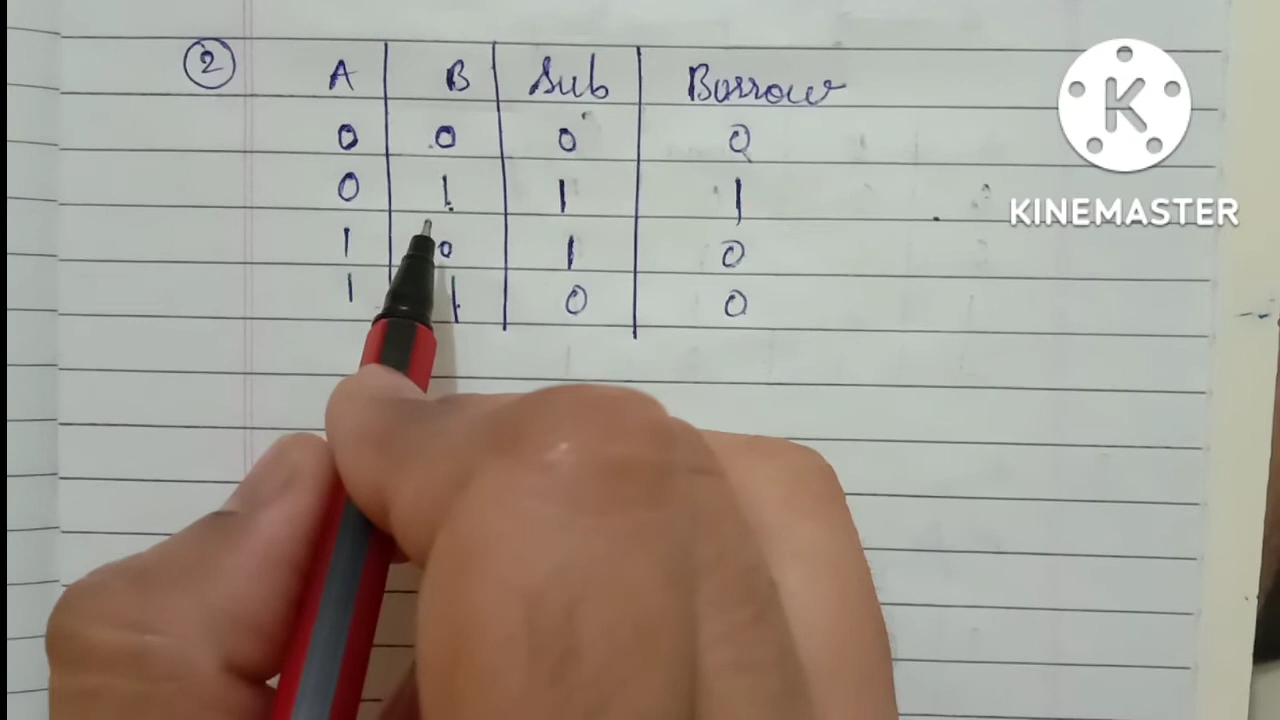 2 A B Sub Borrow
0 0 0 0
0 1 1 1
1 0 1 0
1 1 0 0
K
KINEMASTER